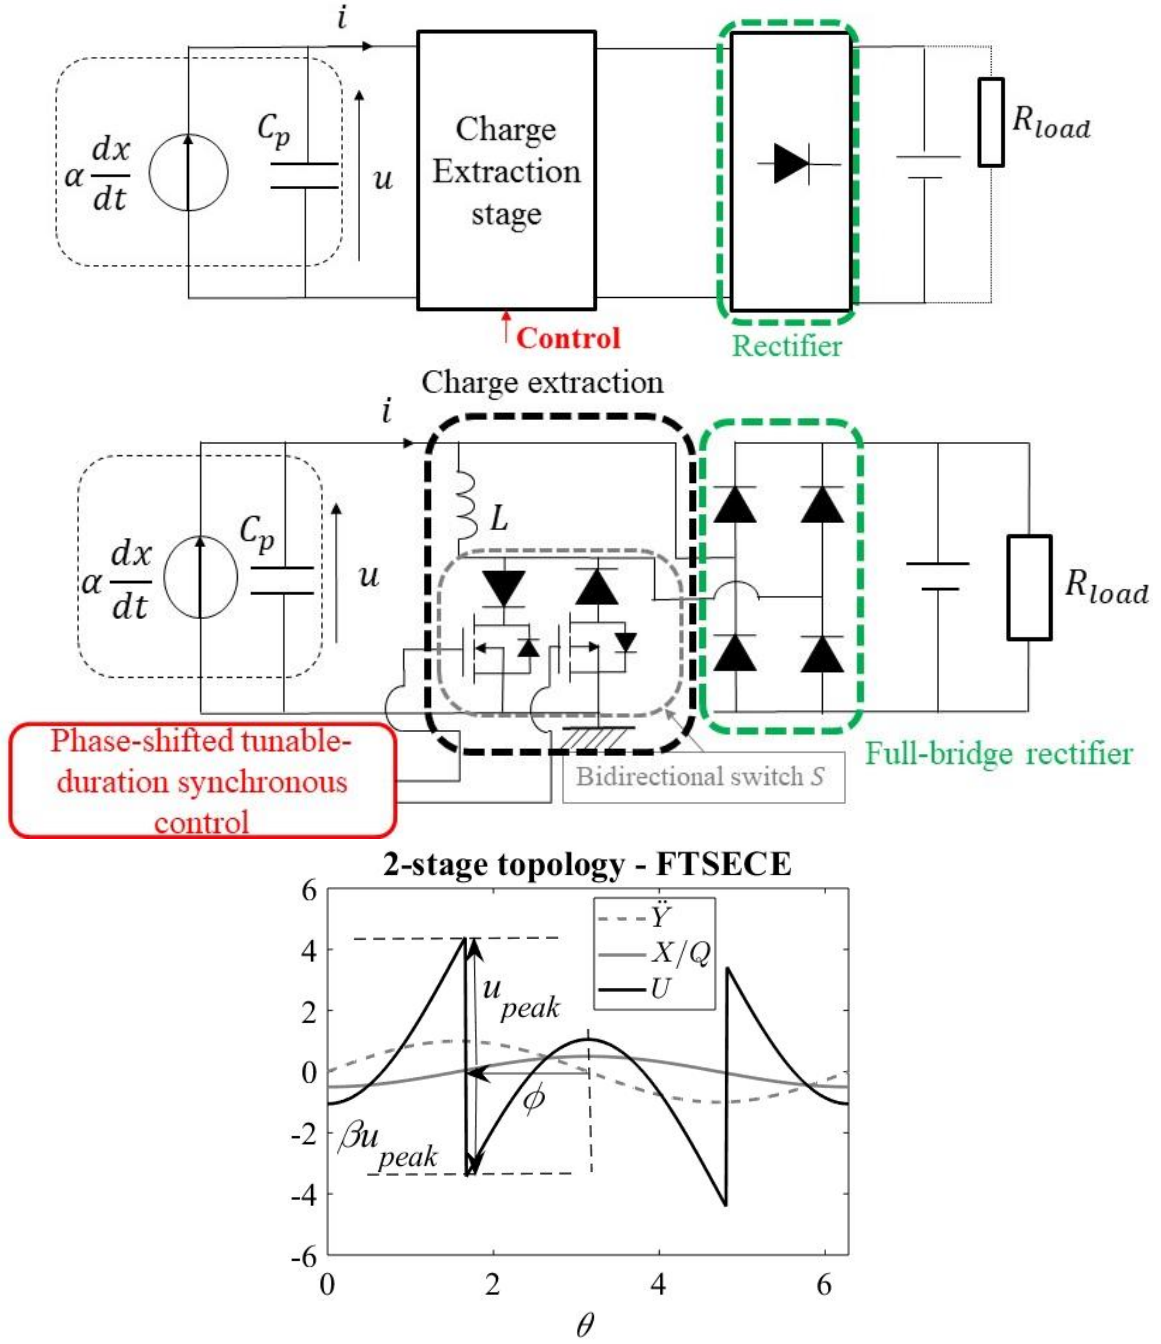 i
α dx/dt
C_p
u
Charge
Extraction
stage
R_load
Control
Rectifier
Charge extraction
i
L
α dx/dt
C_p
u
R_load
Phase-shifted tunable-
duration synchronous
control
Bidirectional switch S
Full-bridge rectifier
2-stage topology - FTSECE
6
4
2
0
-2
-4
-6
Ÿ
X/Q
U
u_peak
ϕ
βu_peak
0
2
4
6
θ